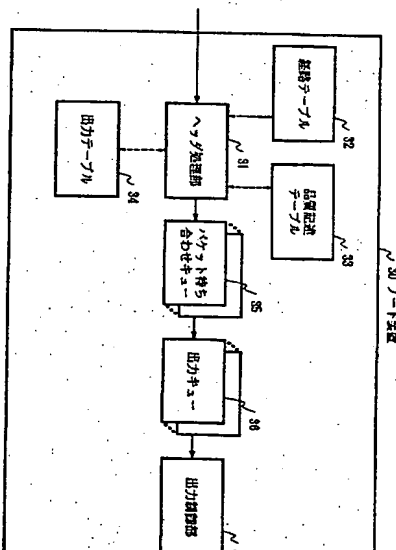 30 ノード装置
経路テーブル
32
品質配送
テーブル
33
ヘッダ処理部
31
出力テーブル
34
パケット待ち
合わせキュー
35
出力キュー
36
出力制御部